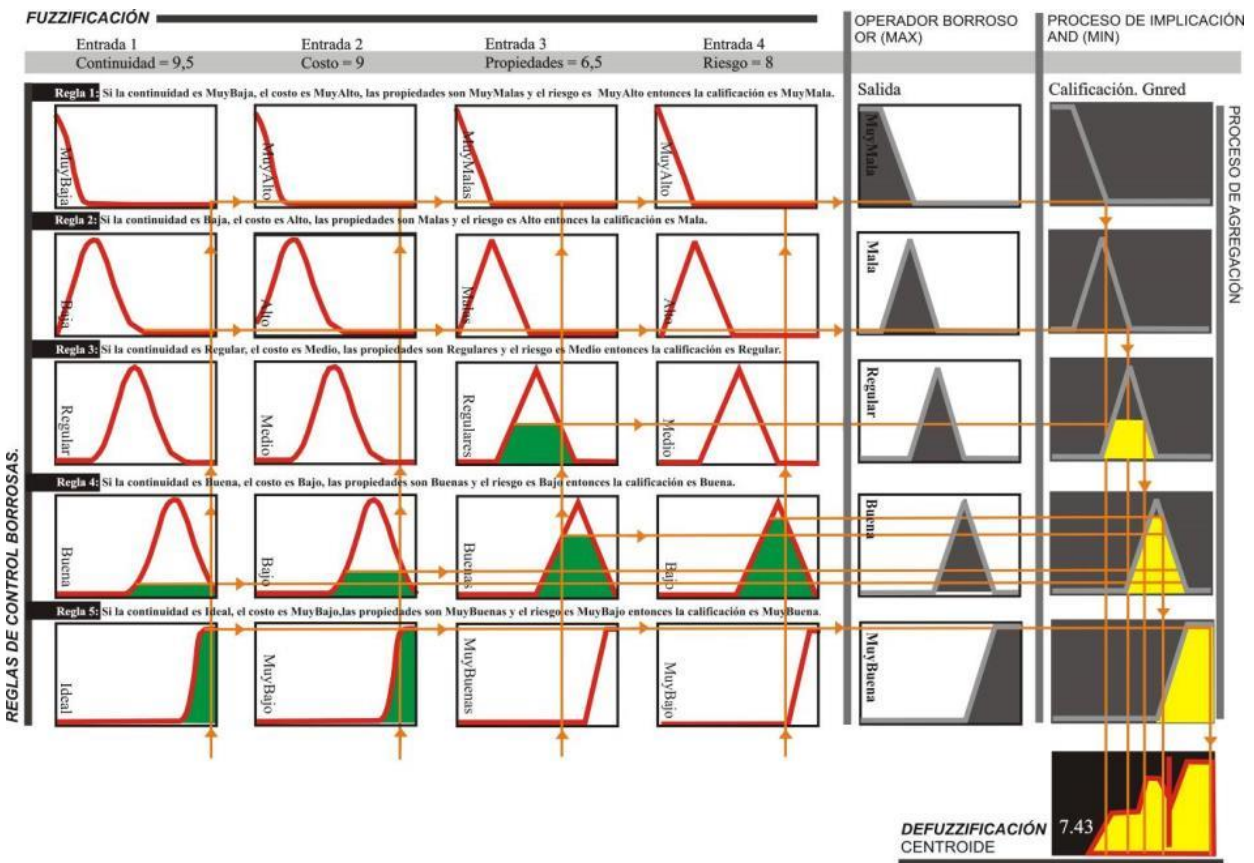 FUZZIFICACIÓN
OPERADOR BORROSO
OR (MAX)
PROCESO DE IMPLICACIÓN
AND (MIN)
Entrada 1
Continuidad = 9,5
Entrada 2
Costo = 9
Entrada 3
Propiedades = 6,5
Entrada 4
Riesgo = 8
Regla 1: Si la continuidad es MuyBaja, el costo es MuyAlto, las propiedades son MuyMalas y el riesgo es MuyAlto entonces la calificación es MuyMala.
Salida
Calificación. Gnred
MuyBaja
MuyAlto
MuyMalas
MuyAlto
MuyMala
Regla 2: Si la continuidad es Baja, el costo es Alto, las propiedades son Malas y el riesgo es Alto entonces la calificación es Mala.
Baja
Alto
Malas
Alto
Mala
Regla 3: Si la continuidad es Regular, el costo es Medio, las propiedades son Regulares y el riesgo es Medio entonces la calificación es Regular.
Regular
Medio
Regulares
Medio
Regular
Regla 4: Si la continuidad es Buena, el costo es Bajo, las propiedades son Buenas y el riesgo es Bajo entonces la calificación es Buena.
Buena
Bajo
Buenas
Bajo
Buena
Regla 5: Si la continuidad es Ideal, el costo es MuyBajo,las propiedades son MuyBuenas y el riesgo es MuyBajo entonces la calificación es MuyBuena.
Ideal
MuyBajo
MuyBuenas
MuyBajo
MuyBuena
REGLAS DE CONTROL BORROSAS.
PROCESO DE AGREGACIÓN
DEFUZZIFICACIÓN
CENTROIDE
7.43